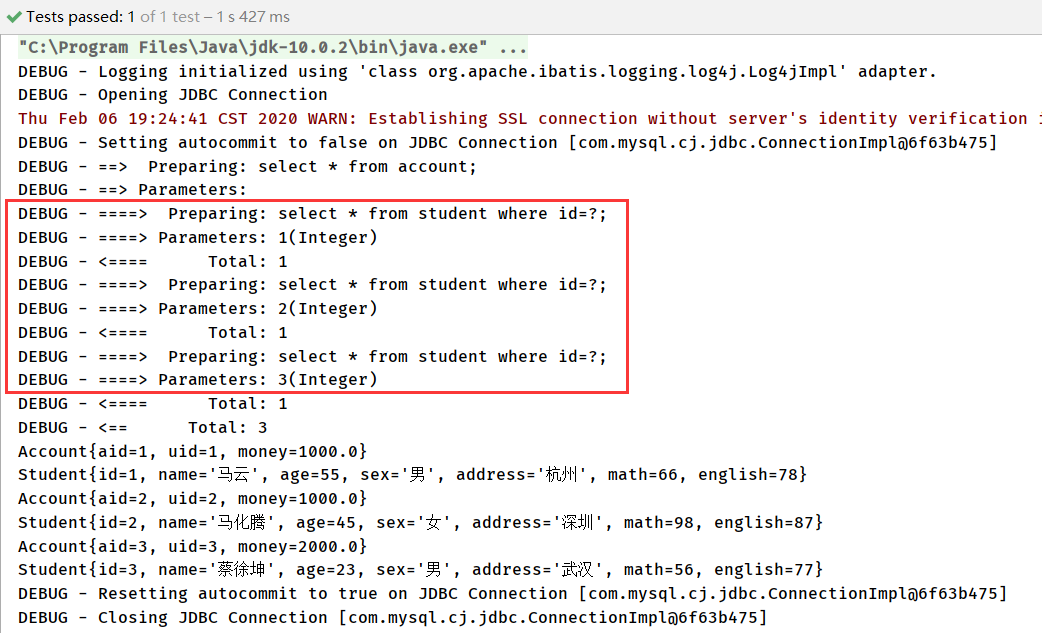 Tests passed: 1 of 1 test – 1 s 427 ms
"C:\Program Files\Java\jdk-10.0.2\bin\java.exe" ...
DEBUG - Logging initialized using 'class org.apache.ibatis.logging.log4j.Log4jImpl' adapter.
DEBUG - Opening JDBC Connection
Thu Feb 06 19:24:41 CST 2020 WARN: Establishing SSL connection without server's identity verification
DEBUG - Setting autocommit to false on JDBC Connection [com.mysql.cj.jdbc.ConnectionImpl@6f63b475]
DEBUG - ==>  Preparing: select * from account;
DEBUG - ==> Parameters:
DEBUG - ====>  Preparing: select * from student where id=?;
DEBUG - ====> Parameters: 1(Integer)
DEBUG - <====      Total: 1
DEBUG - ====>  Preparing: select * from student where id=?;
DEBUG - ====> Parameters: 2(Integer)
DEBUG - <====      Total: 1
DEBUG - ====>  Preparing: select * from student where id=?;
DEBUG - ====> Parameters: 3(Integer)
DEBUG - <====      Total: 1
DEBUG - <==      Total: 3
Account{aid=1, uid=1, money=1000.0}
Student{id=1, name='马云', age=55, sex='男', address='杭州', math=66, english=78}
Account{aid=2, uid=2, money=1000.0}
Student{id=2, name='马化腾', age=45, sex='女', address='深圳', math=98, english=87}
Account{aid=3, uid=3, money=2000.0}
Student{id=3, name='蔡徐坤', age=23, sex='男', address='武汉', math=56, english=77}
DEBUG - Resetting autocommit to true on JDBC Connection [com.mysql.cj.jdbc.ConnectionImpl@6f63b475]
DEBUG - Closing JDBC Connection [com.mysql.cj.jdbc.ConnectionImpl@6f63b475]